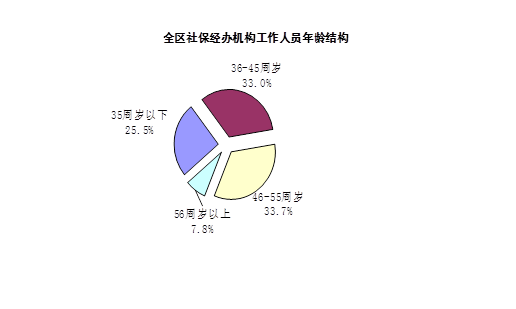 全区社保经办机构工作人员年龄结构
36-45周岁
33.0%
35周岁以下
25.5%
46-55周岁
33.7%
56周岁以上
7.8%